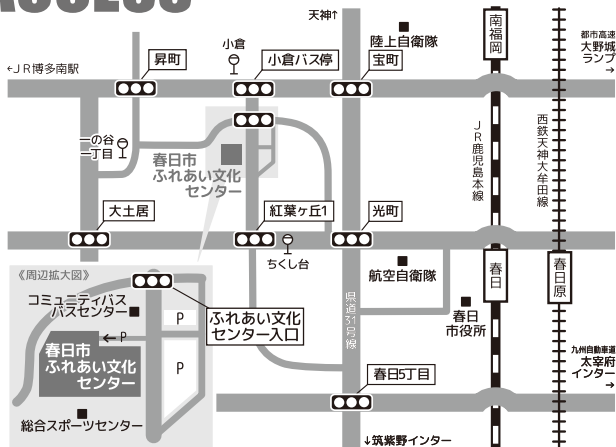 ACCESS
天神↑
南福岡
都市高速
大野城
ランプ
→
陸上自衛隊
小倉
昇町
小倉バス停
宝町
←JR博多南駅
一の谷
一丁目
春日市
ふれあい文化
センター
JR鹿児島本線
西鉄天神大牟田線
大土居
紅葉ヶ丘1
光町
ちくし台
航空自衛隊
春日
春日原
《周辺拡大図》
コミュニティバス
バスセンター
P
ふれあい文化
センター入口
県道31号線
春日
市役所
←P
春日市
ふれあい文化
センター
P
九州自動車道
太宰府
インター
→
春日5丁目
総合スポーツセンター
↓筑紫野インター